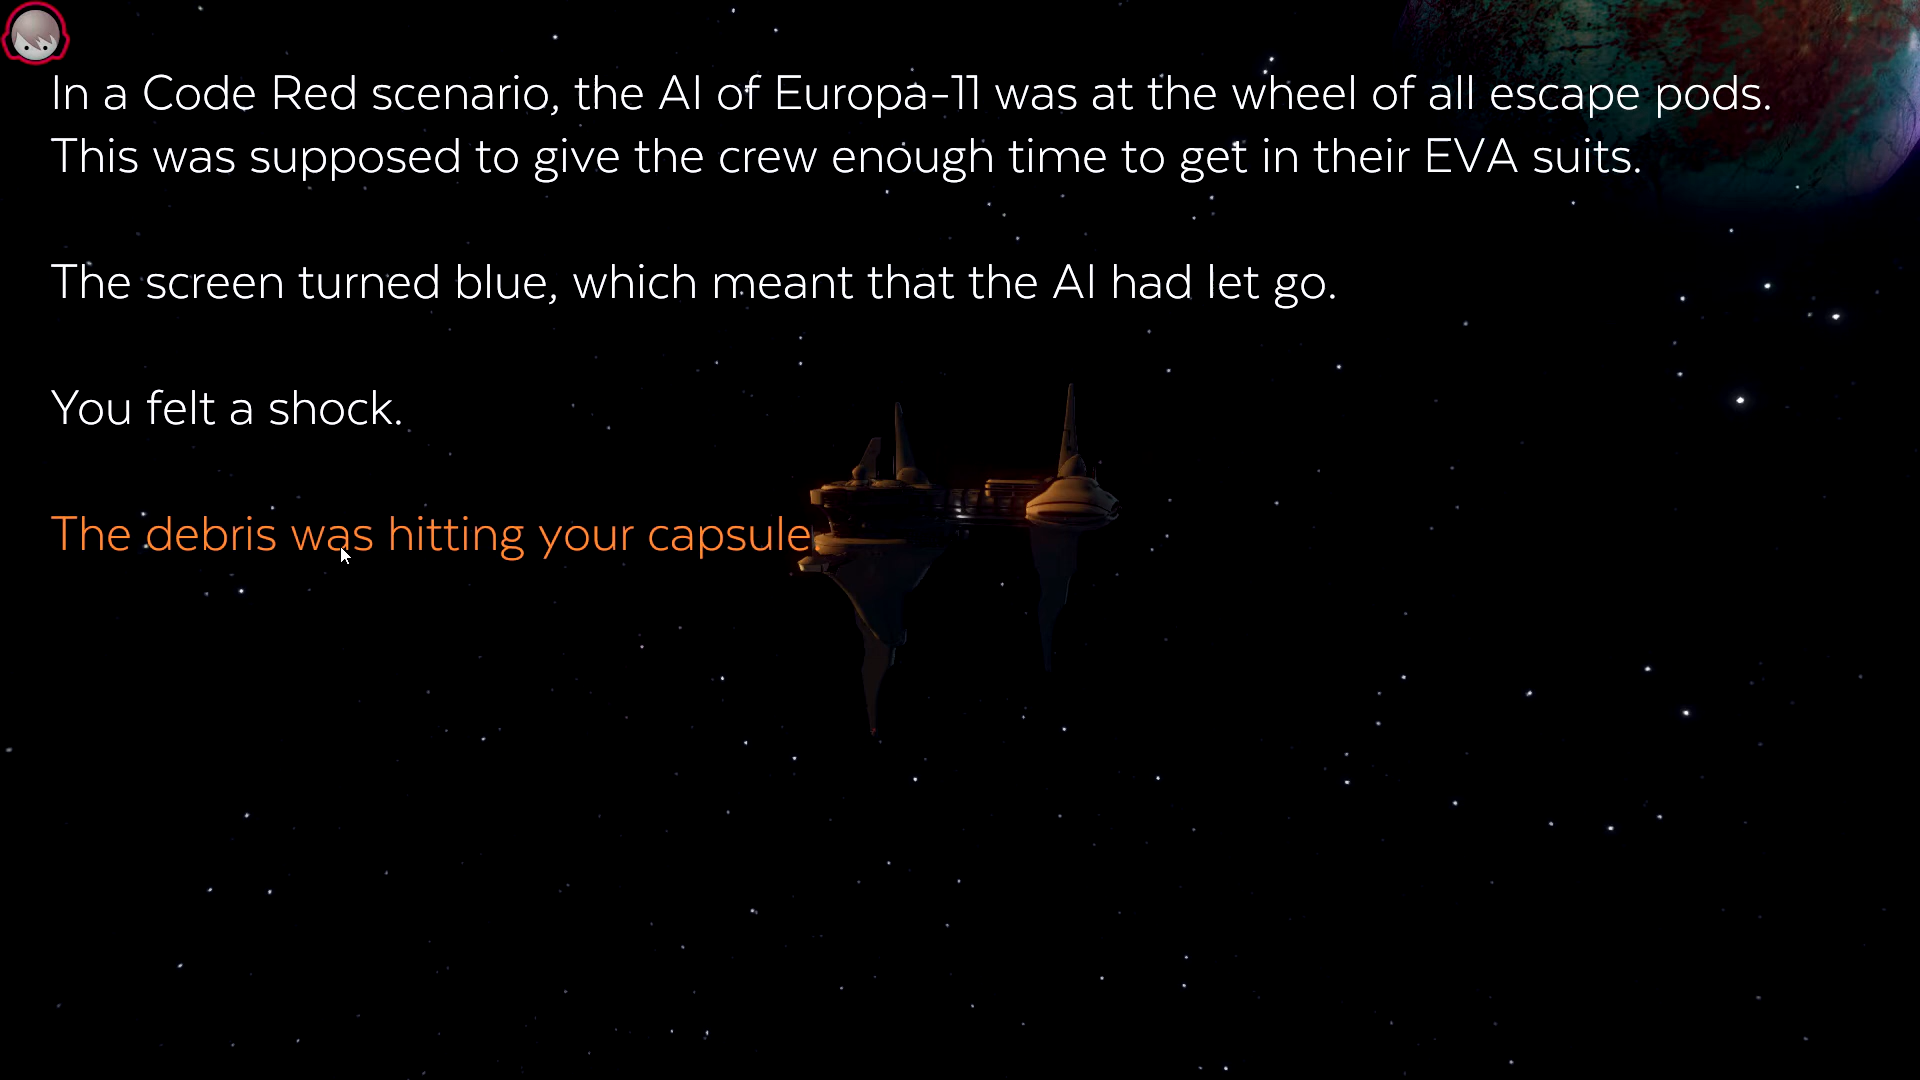 In a Code Red scenario, the AI of Europa-11 was at the wheel of all escape pods.
This was supposed to give the crew enough time to get in their EVA suits.
The screen turned blue, which meant that the AI had let go.
You felt a shock.
The debris was hitting your capsule